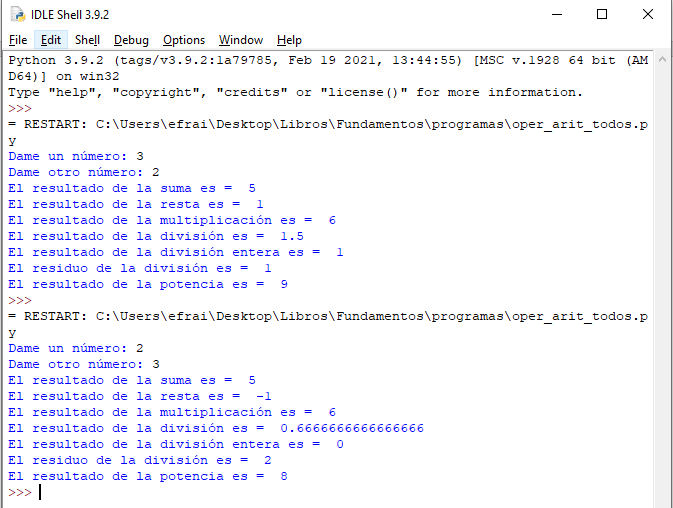 IDLE Shell 3.9.2
File Edit Shell Debug Options Window Help
Python 3.9.2 (tags/v3.9.2:1a79785, Feb 19 2021, 13:44:55) [MSC v.1928 64 bit (AM
D64)] on win32
Type "help", "copyright", "credits" or "license()" for more information.
>>>
= RESTART: C:\Users\efrai\Desktop\Libros\Fundamentos\programas\oper_arit_todos.p
y
Dame un número: 3
Dame otro número: 2
El resultado de la suma es =  5
El resultado de la resta es =  1
El resultado de la multiplicación es =  6
El resultado de la división es =  1.5
El resultado de la división entera es =  1
El residuo de la división es =  1
El resultado de la potencia es =  9
>>>
= RESTART: C:\Users\efrai\Desktop\Libros\Fundamentos\programas\oper_arit_todos.p
y
Dame un número: 2
Dame otro número: 3
El resultado de la suma es =  5
El resultado de la resta es =  -1
El resultado de la multiplicación es =  6
El resultado de la división es =  0.6666666666666666
El resultado de la división entera es =  0
El residuo de la división es =  2
El resultado de la potencia es =  8
>>>